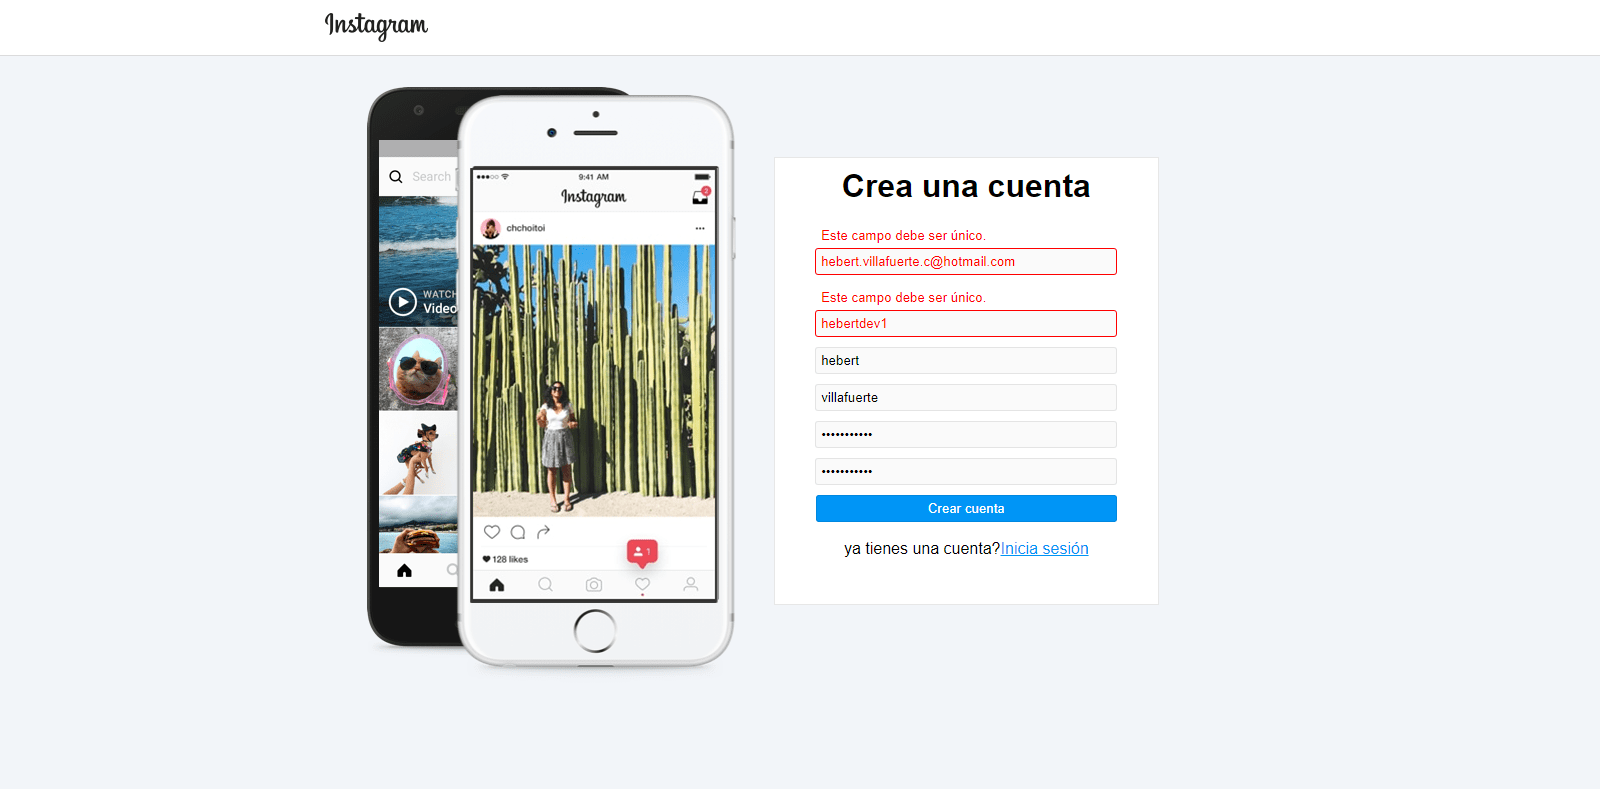 Instagram
Search
WATCH
Video
9:41 AM
Instagram
2
chchoitoi
128 likes
1
Crea una cuenta
Este campo debe ser único.
hebert.villafuerte.c@hotmail.com
Este campo debe ser único.
hebertdev1
hebert
villafuerte
•••••••••••
•••••••••••
Crear cuenta
ya tienes una cuenta?Inicia sesión